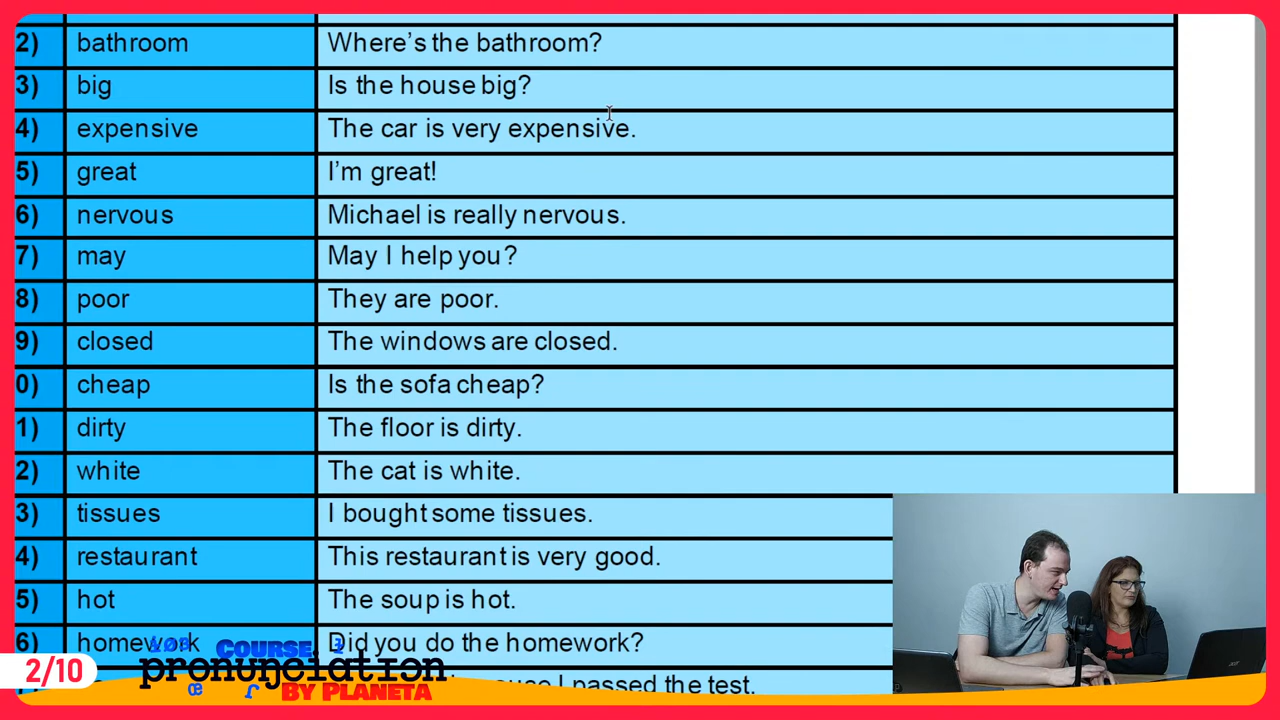 2) bathroom Where's the bathroom?
3) big Is the house big?
4) expensive The car is very expensive.
5) great I'm great!
6) nervous Michael is really nervous.
7) may May I help you?
8) poor They are poor.
9) closed The windows are closed.
0) cheap Is the sofa cheap?
1) dirty The floor is dirty.
2) white The cat is white.
3) tissues I bought some tissues.
4) restaurant This restaurant is very good.
5) hot The soup is hot.
6) homework Did you do the homework?
I passed the test.
2/10
Course 1
pronunciation
æ ɾ By Planeta